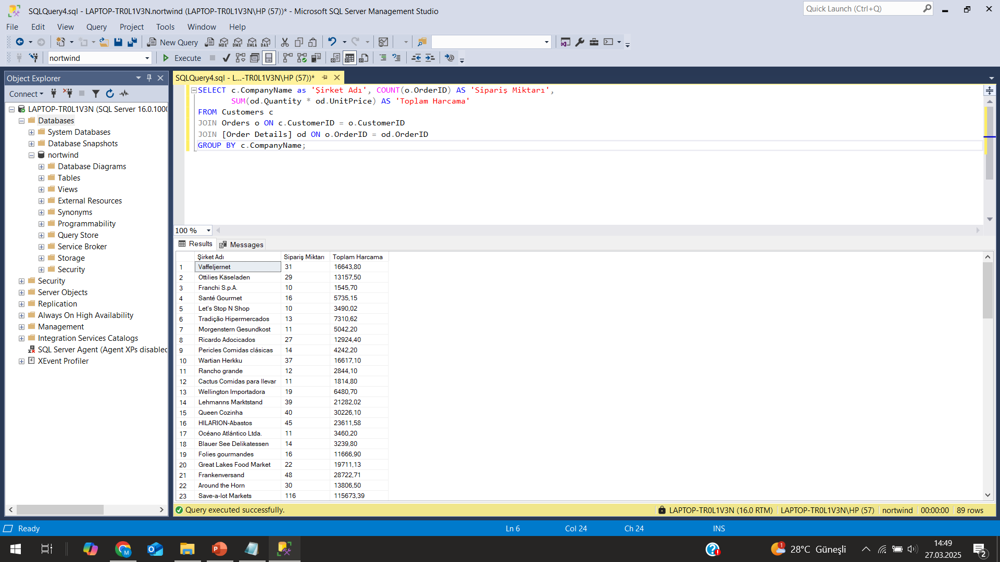 SQLQuery4.sql - LAPTOP-TR0L1V3N.nortwind (LAPTOP-TR0L1V3N\HP (57))* - Microsoft SQL Server Management Studio
Quick Launch (Ctrl+Q)
File Edit View Query Project Tools Window Help
New Query MDX DMX XMLA DAX
nortwind Execute
Object Explorer
Connect
LAPTOP-TR0L1V3N (SQL Server 16.0.1000
Databases
System Databases
Database Snapshots
nortwind
Database Diagrams
Tables
Views
External Resources
Synonyms
Programmability
Query Store
Service Broker
Storage
Security
Security
Server Objects
Replication
Always On High Availability
Management
Integration Services Catalogs
SQL Server Agent (Agent XPs disabled
XEvent Profiler
SQLQuery4.sql - L...-TR0L1V3N\HP (57))*
SELECT c.CompanyName as 'Şirket Adı', COUNT(o.OrderID) AS 'Sipariş Miktarı',
SUM(od.Quantity * od.UnitPrice) AS 'Toplam Harcama'
FROM Customers c
JOIN Orders o ON c.CustomerID = o.CustomerID
JOIN [Order Details] od ON o.OrderID = od.OrderID
GROUP BY c.CompanyName;
100 %
Results Messages
Şirket Adı Sipariş Miktarı Toplam Harcama
1 Vaffeljernet 31 16643,80
2 Ottilies Käseladen 29 13157,50
3 Franchi S.p.A. 10 1545,70
4 Santé Gourmet 16 5735,15
5 Let's Stop N Shop 10 3490,02
6 Tradição Hipermercados 13 7310,62
7 Morgenstern Gesundkost 11 5042,20
8 Ricardo Adocicados 27 12924,40
9 Pericles Comidas clásicas 14 4242,20
10 Wartian Herkku 37 16617,10
11 Rancho grande 12 2844,10
12 Cactus Comidas para llevar 11 1814,80
13 Wellington Importadora 19 6480,70
14 Lehmanns Marktstand 39 21282,02
15 Queen Cozinha 40 30226,10
16 HILARION-Abastos 45 23611,58
17 Océano Atlántico Ltda. 11 3460,20
18 Blauer See Delikatessen 14 3239,80
19 Folies gourmandes 16 11666,90
20 Great Lakes Food Market 22 19711,13
21 Frankenversand 48 28722,71
22 Around the Horn 30 13806,50
23 Save-a-lot Markets 116 115673,39
Query executed successfully. LAPTOP-TR0L1V3N (16.0 RTM) LAPTOP-TR0L1V3N\HP (57) nortwind 00:00:00 89 rows
Ready Ln 6 Col 24 Ch 24 INS
1 28°C Güneşli 14:49
27.03.2025 2